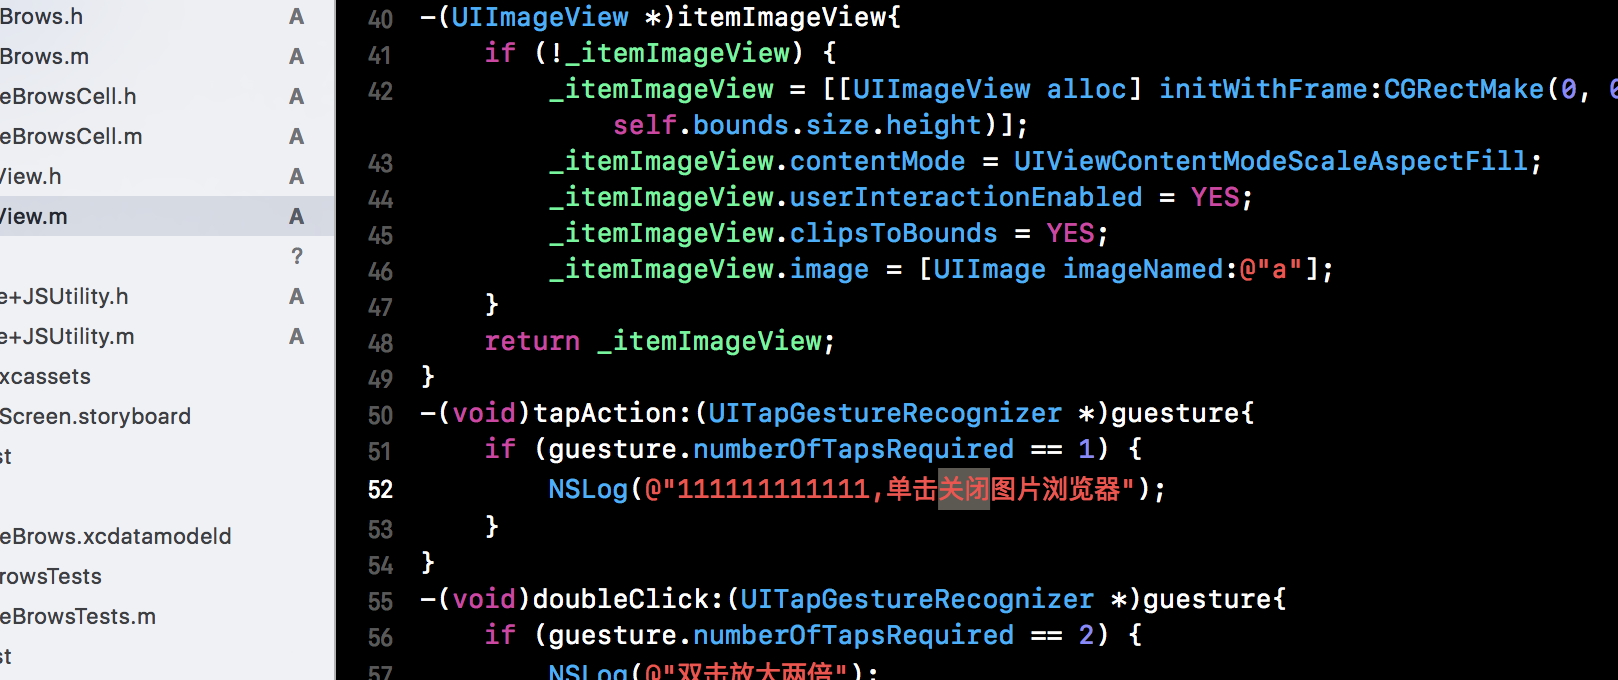 Brows.h A
Brows.m A
eBrowsCell.h A
eBrowsCell.m A
View.h A
View.m A
?
e+JSUtility.h A
e+JSUtility.m A
xcassets
Screen.storyboard
st
eBrows.xcdatamodeld
rowsTests
eBrowsTests.m
st
40 -(UIImageView *)itemImageView{
41 if (!_itemImageView) {
42 _itemImageView = [[UIImageView alloc] initWithFrame:CGRectMake(0, 0
self.bounds.size.height)];
43 _itemImageView.contentMode = UIViewContentModeScaleAspectFill;
44 _itemImageView.userInteractionEnabled = YES;
45 _itemImageView.clipsToBounds = YES;
46 _itemImageView.image = [UIImage imageNamed:@"a"];
47 }
48 return _itemImageView;
49 }
50 -(void)tapAction:(UITapGestureRecognizer *)guesture{
51 if (guesture.numberOfTapsRequired == 1) {
52 NSLog(@"111111111111,单击关闭图片浏览器");
53 }
54 }
55 -(void)doubleClick:(UITapGestureRecognizer *)guesture{
56 if (guesture.numberOfTapsRequired == 2) {
57 NSLog(@"双击放大两倍");